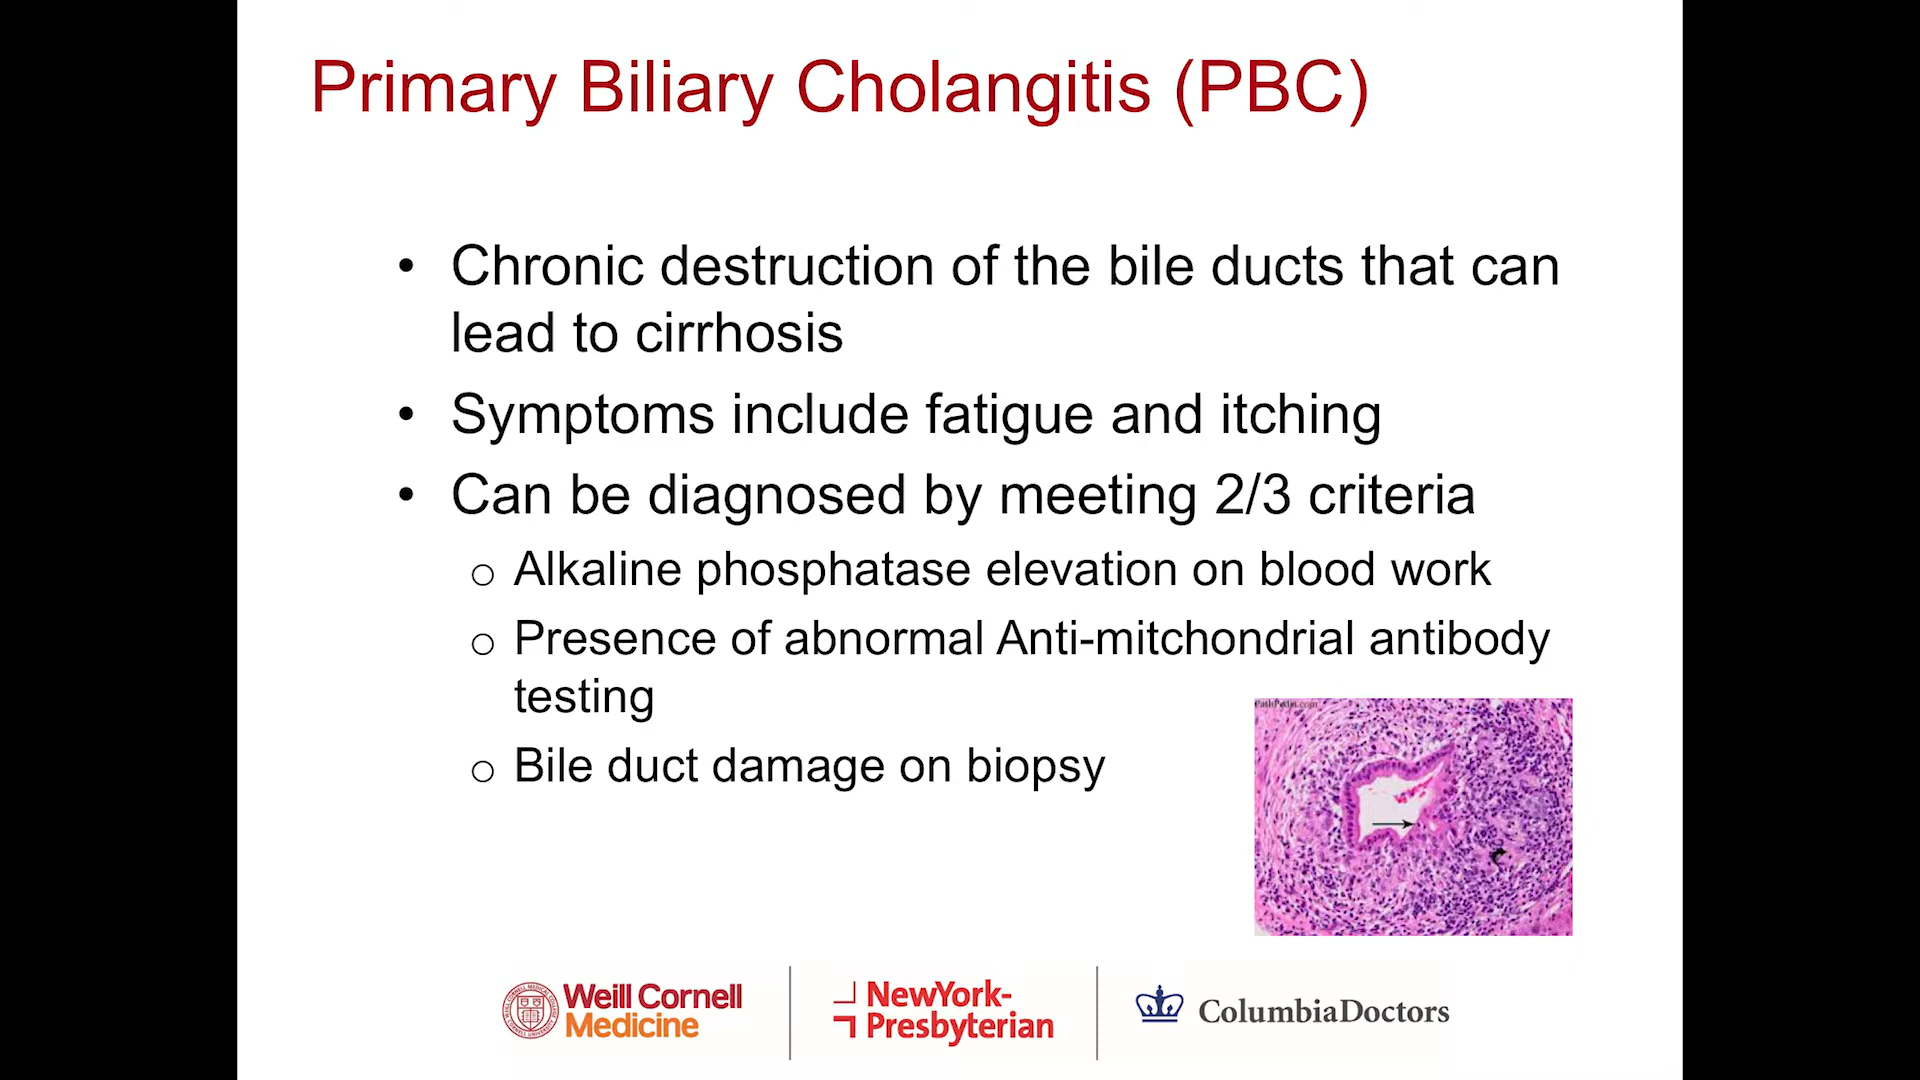 Primary Biliary Cholangitis (PBC)
• Chronic destruction of the bile ducts that can
lead to cirrhosis
• Symptoms include fatigue and itching
• Can be diagnosed by meeting 2/3 criteria
o Alkaline phosphatase elevation on blood work
o Presence of abnormal Anti-mitchondrial antibody
testing
o Bile duct damage on biopsy
PathPedia.com
Weill Cornell
Medicine
NewYork-
Presbyterian
ColumbiaDoctors